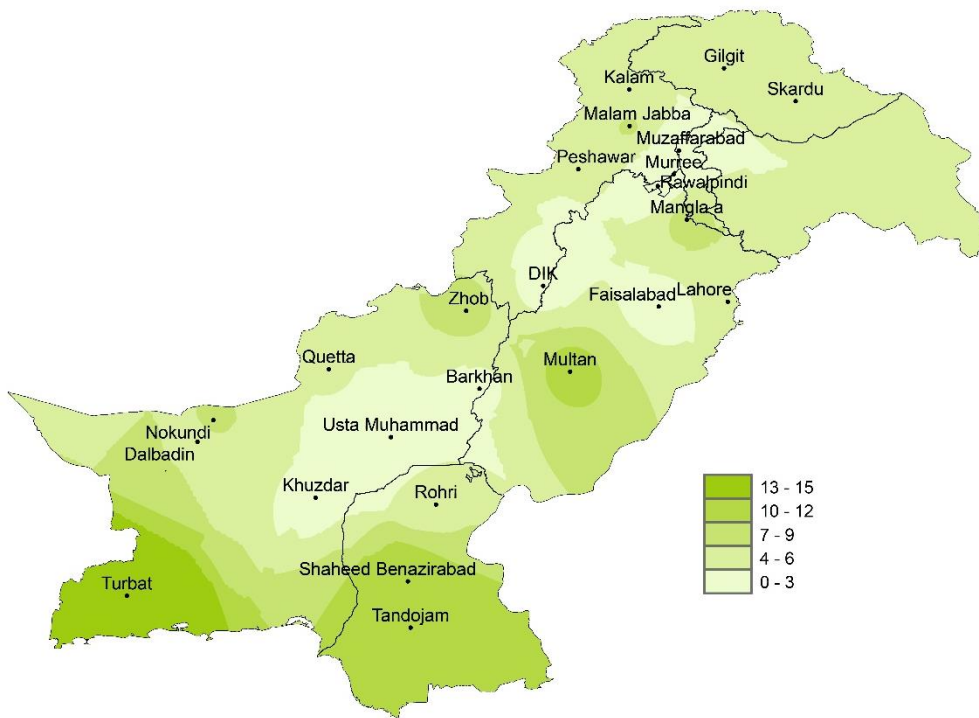 Gilgit
Kalam
Skardu
Malam Jabba
Muzaffarabad
Peshawar
Murree
Rawalpindi
Mangla a
DIK
Zhob
Faisalabad
Lahore
Quetta
Multan
Barkhan
Nokundi
Usta Muhammad
Dalbadin
Khuzdar
Rohri
13 - 15
10 - 12
7 - 9
4 - 6
0 - 3
Shaheed Benazirabad
Turbat
Tandojam